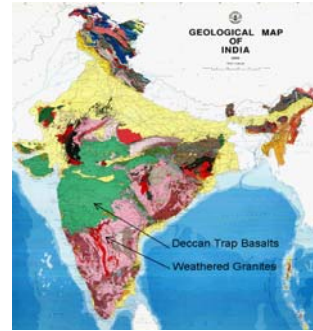 GEOLOGICAL MAP
OF
INDIA
Deccan Trap Basalts
Weathered Granites